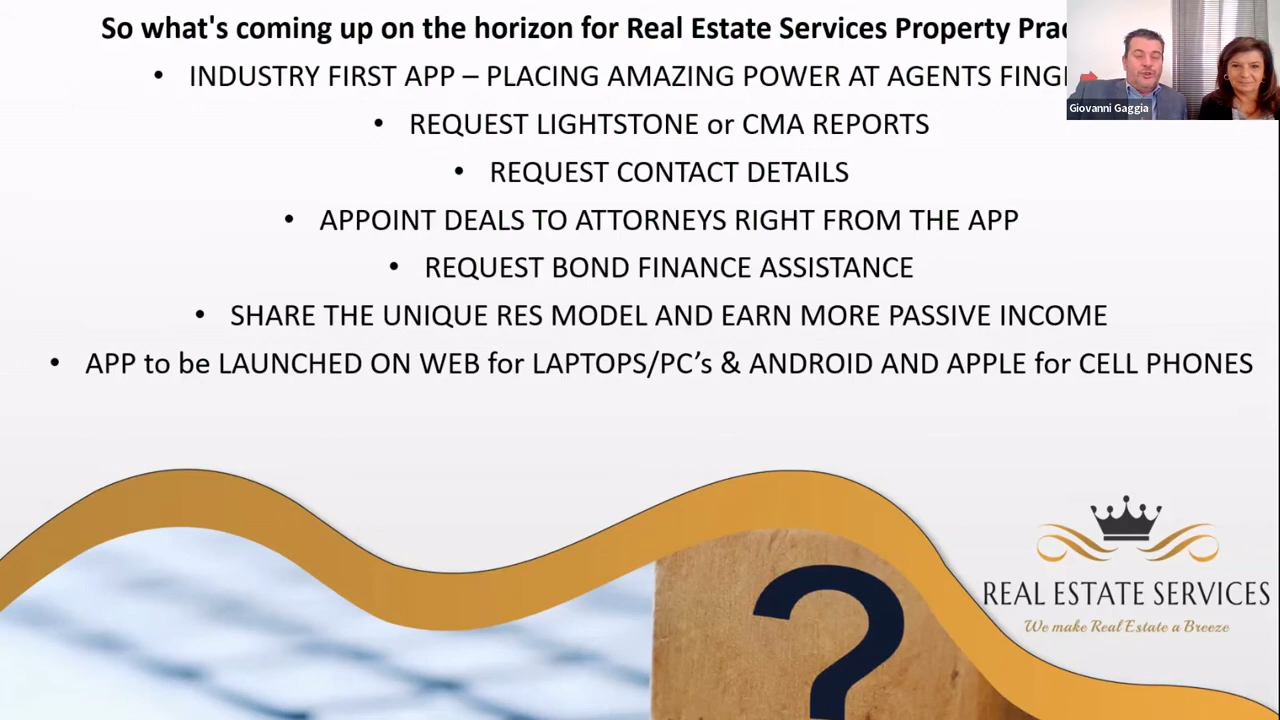 So what's coming up on the horizon for Real Estate Services Property
• INDUSTRY FIRST APP – PLACING AMAZING POWER AT AGENTS
• REQUEST LIGHTSTONE or CMA REPORTS
• REQUEST CONTACT DETAILS
• APPOINT DEALS TO ATTORNEYS RIGHT FROM THE APP
• REQUEST BOND FINANCE ASSISTANCE
• SHARE THE UNIQUE RES MODEL AND EARN MORE PASSIVE INCOME
• APP to be LAUNCHED ON WEB for LAPTOPS/PC’s & ANDROID AND APPLE for CELL PHONES
Giovanni Gaggia
?
REAL ESTATE SERVICES
We make Real Estate a Breeze